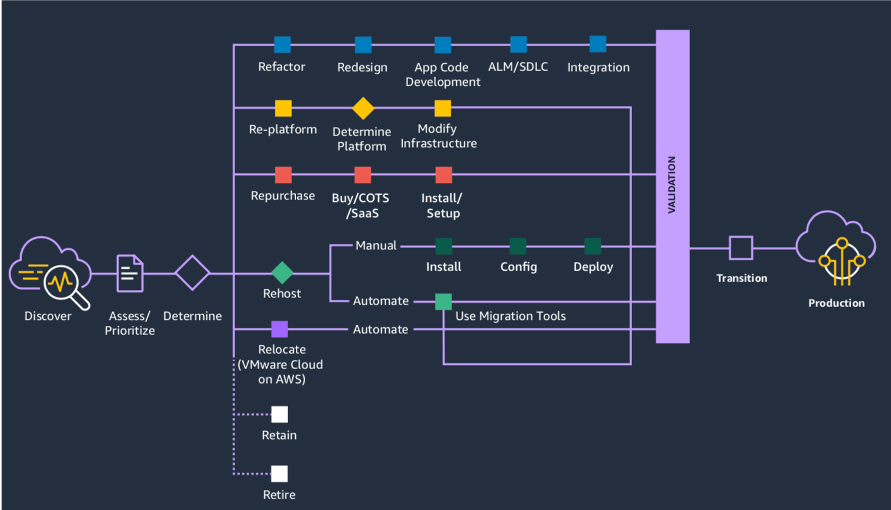 Refactor
Redesign
App Code
Development
ALM/SDLC
Integration
Re-platform
Determine
Platform
Modify
Infrastructure
Repurchase
Buy/COTS
/SaaS
Install/
Setup
VALIDATION
Manual
Install
Config
Deploy
Rehost
Automate
Use Migration Tools
Discover
Assess/
Prioritize
Determine
Relocate
(VMware Cloud
on AWS)
Automate
Retain
Retire
Transition
Production